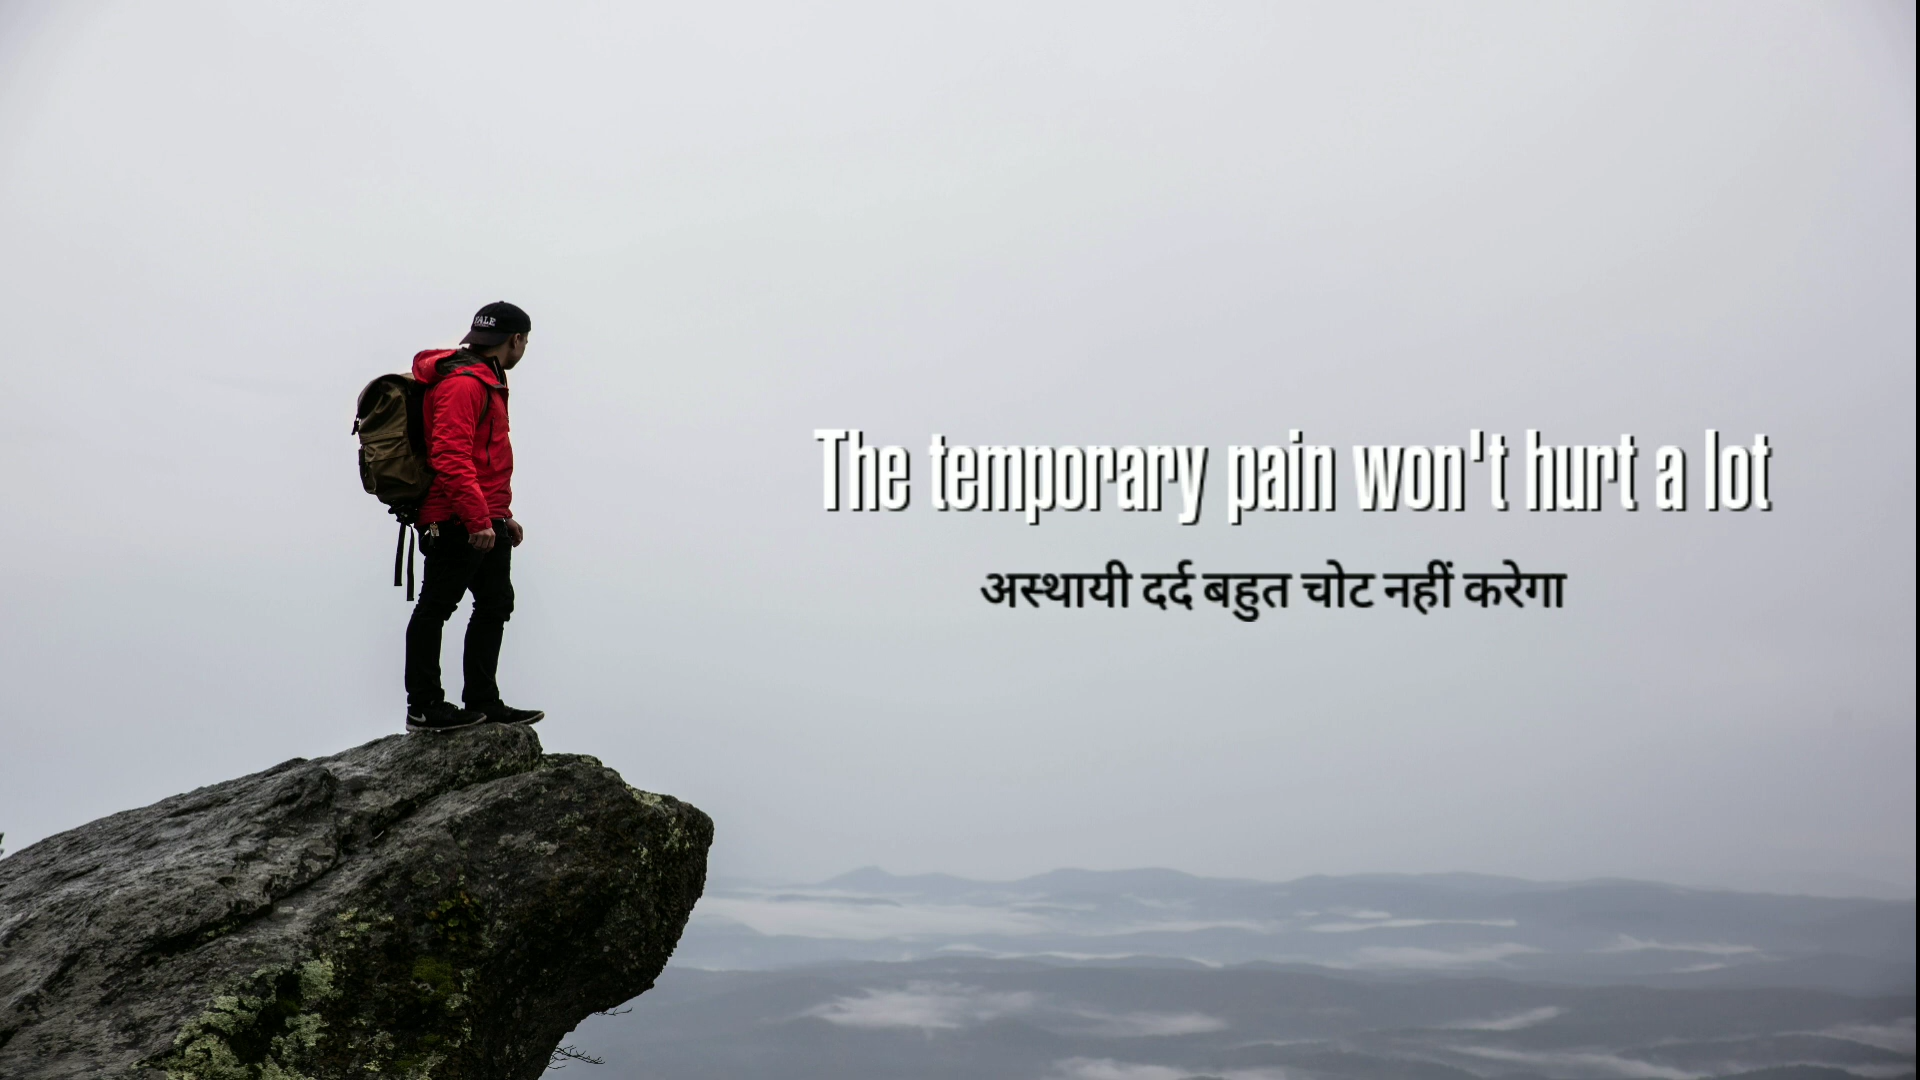 The temporary pain won't hurt a lot
अस्थायी दर्द बहुत चोट नहीं करेगा